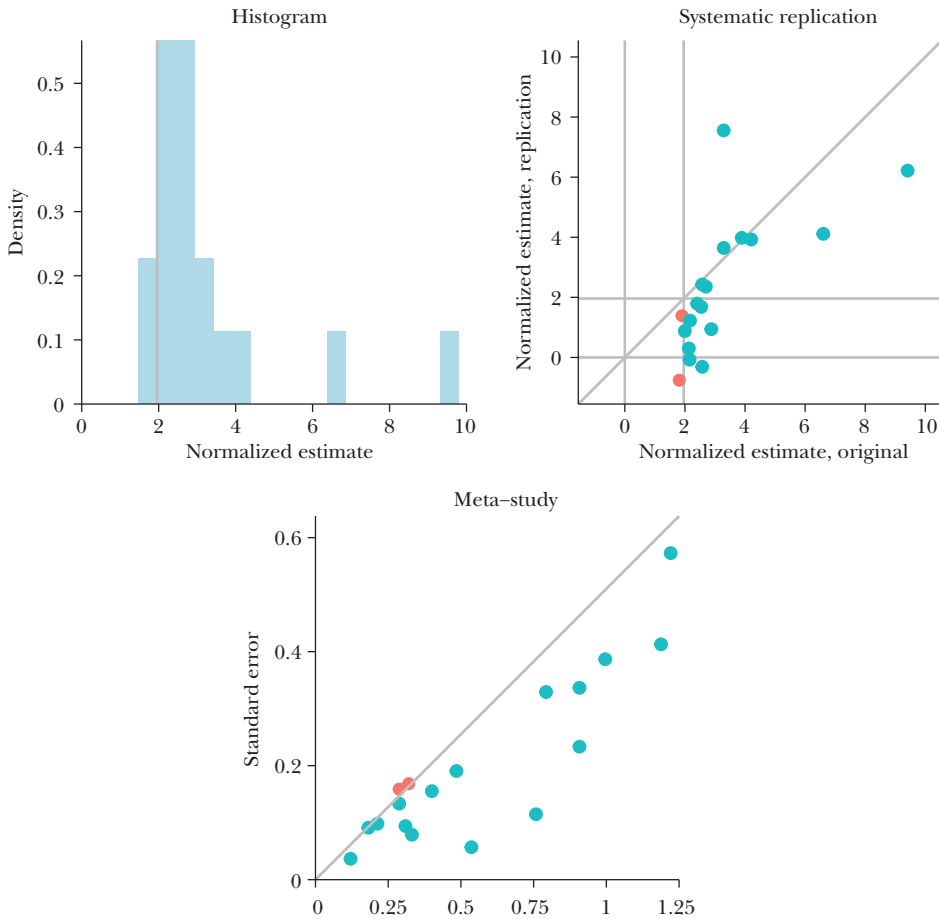 Histogram
Density
0.5
0.4
0.3
0.2
0.1
0
0 2 4 6 8 10
Normalized estimate
Systematic replication
Normalized estimate, replication
10
8
6
4
2
0
0 2 4 6 8 10
Normalized estimate, original
Meta–study
Standard error
0.6
0.4
0.2
0
0 0.25 0.5 0.75 1 1.25